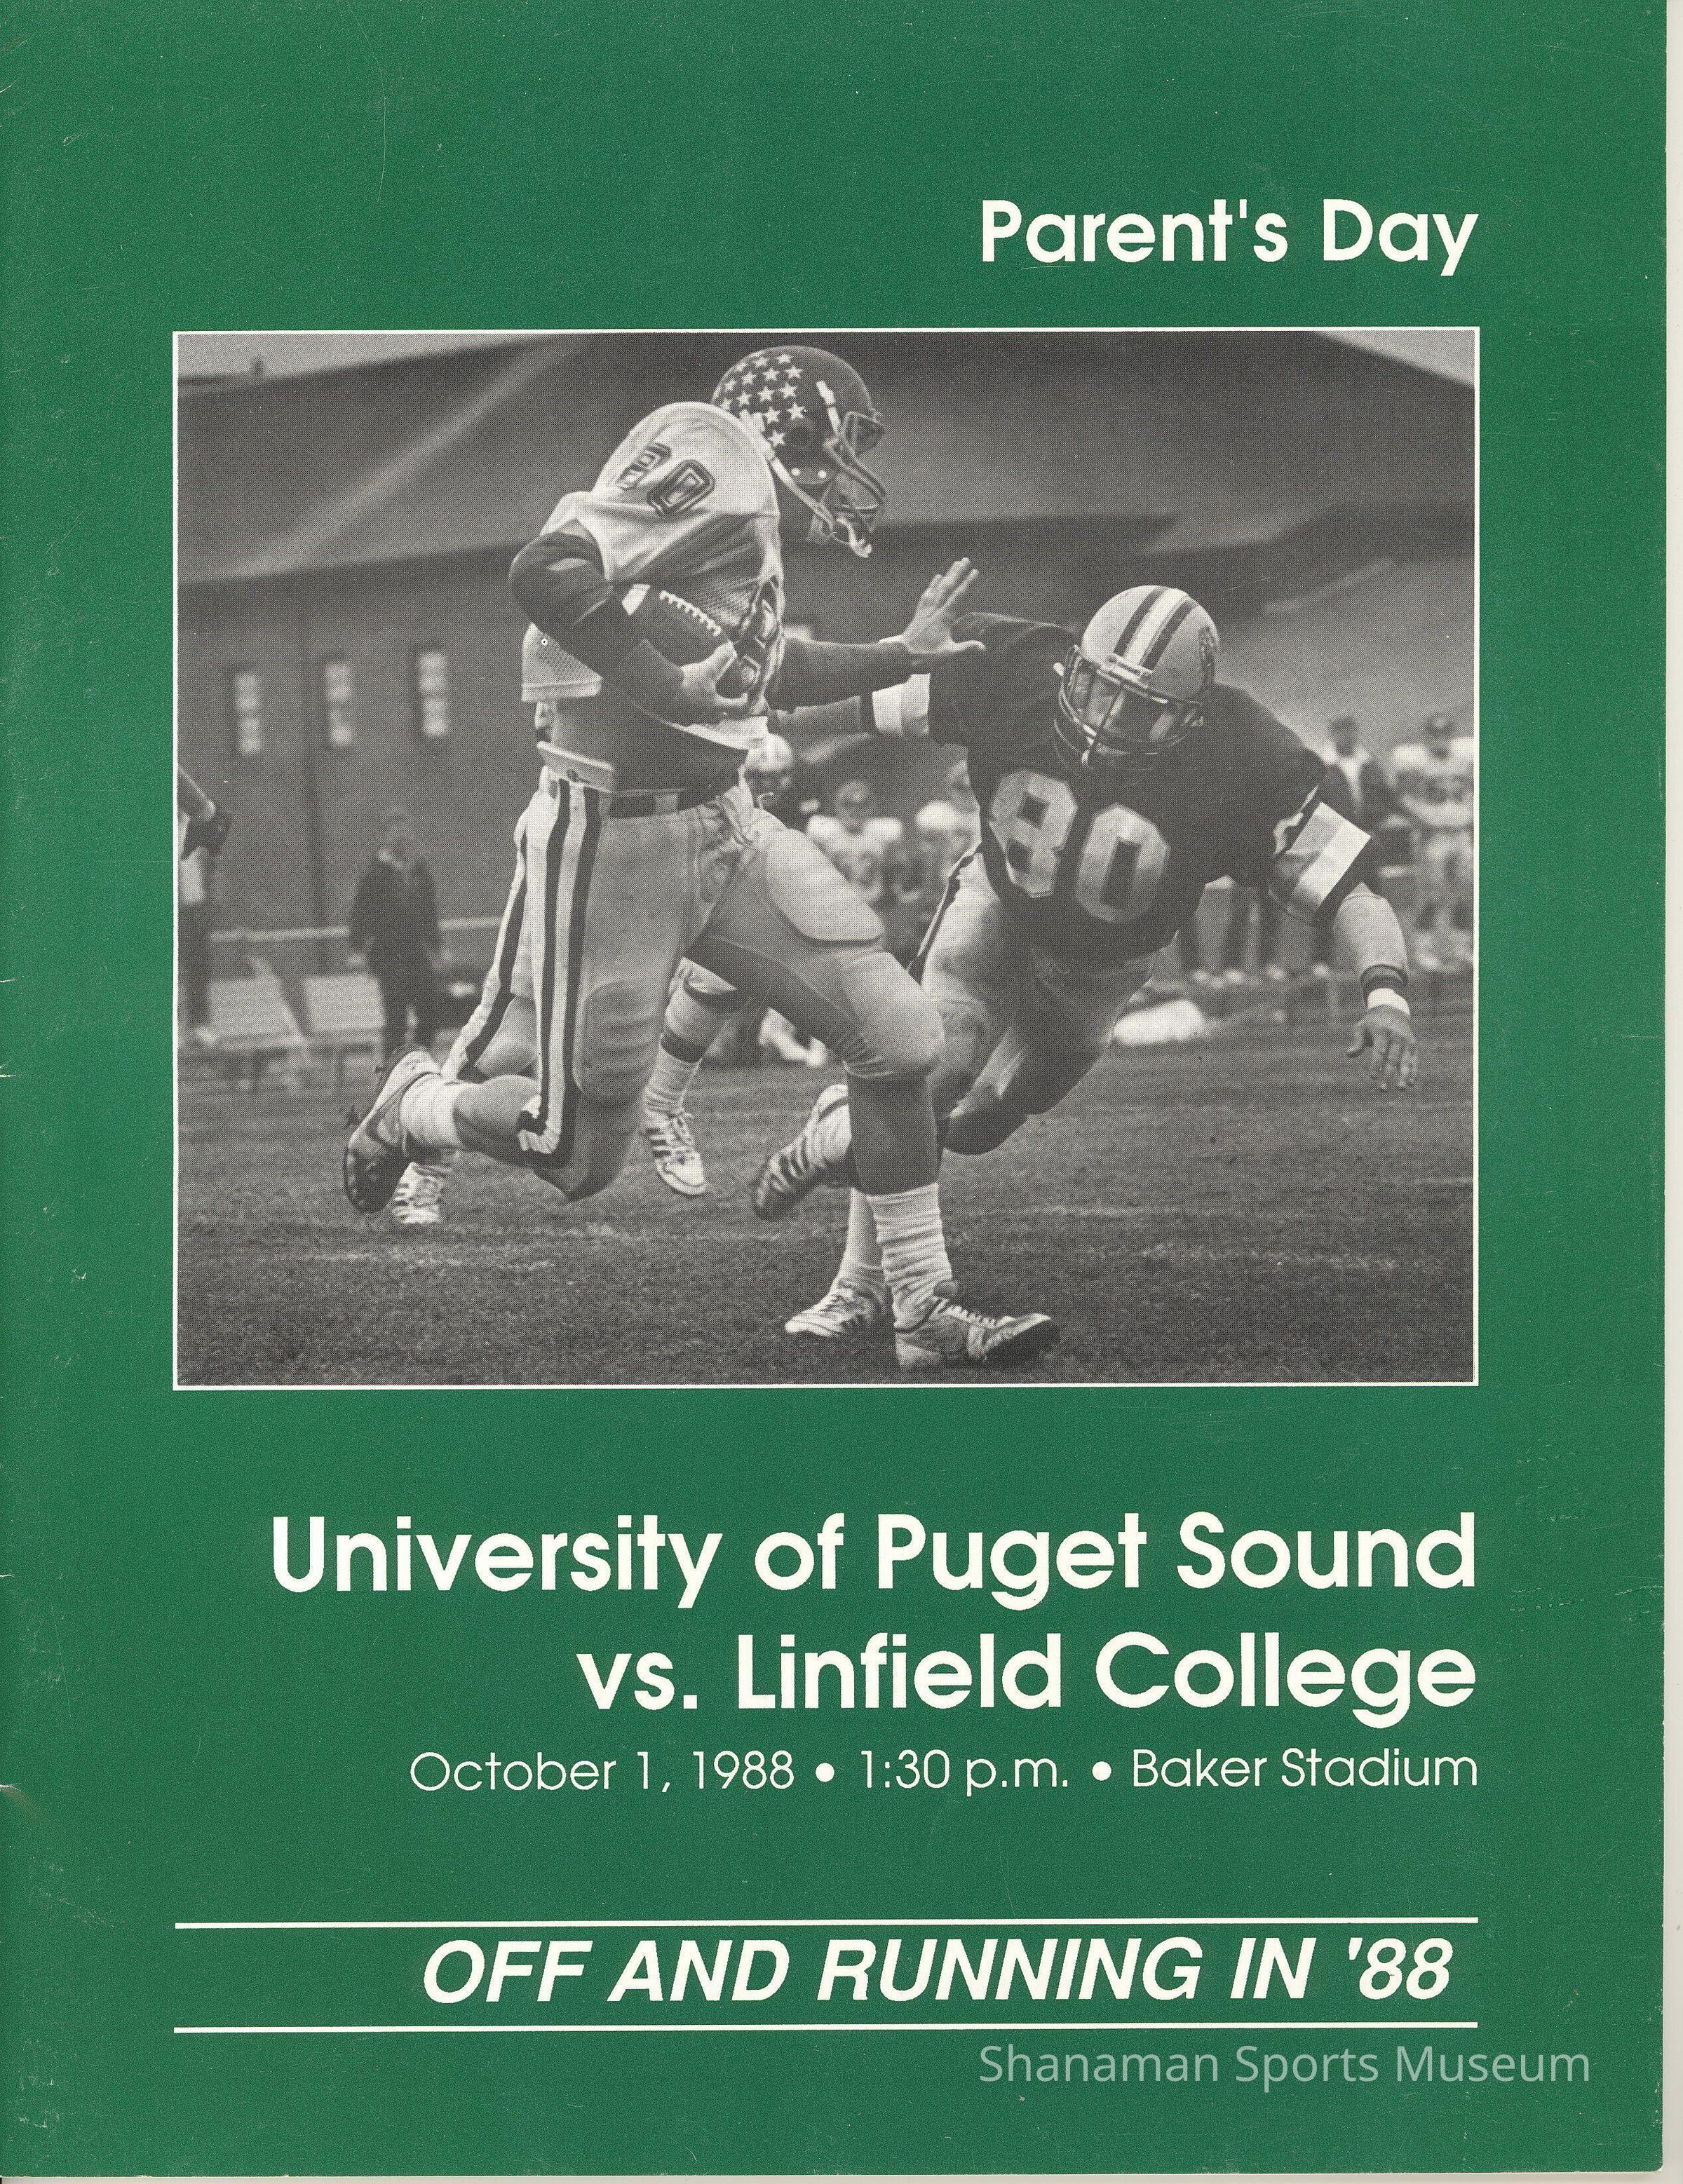 Parent's Day
80
University of Puget Sound
vs. Linfield College
October 1, 1988 • 1:30 p.m. • Baker Stadium
OFF AND RUNNING IN '88
Shanaman Sports Museum